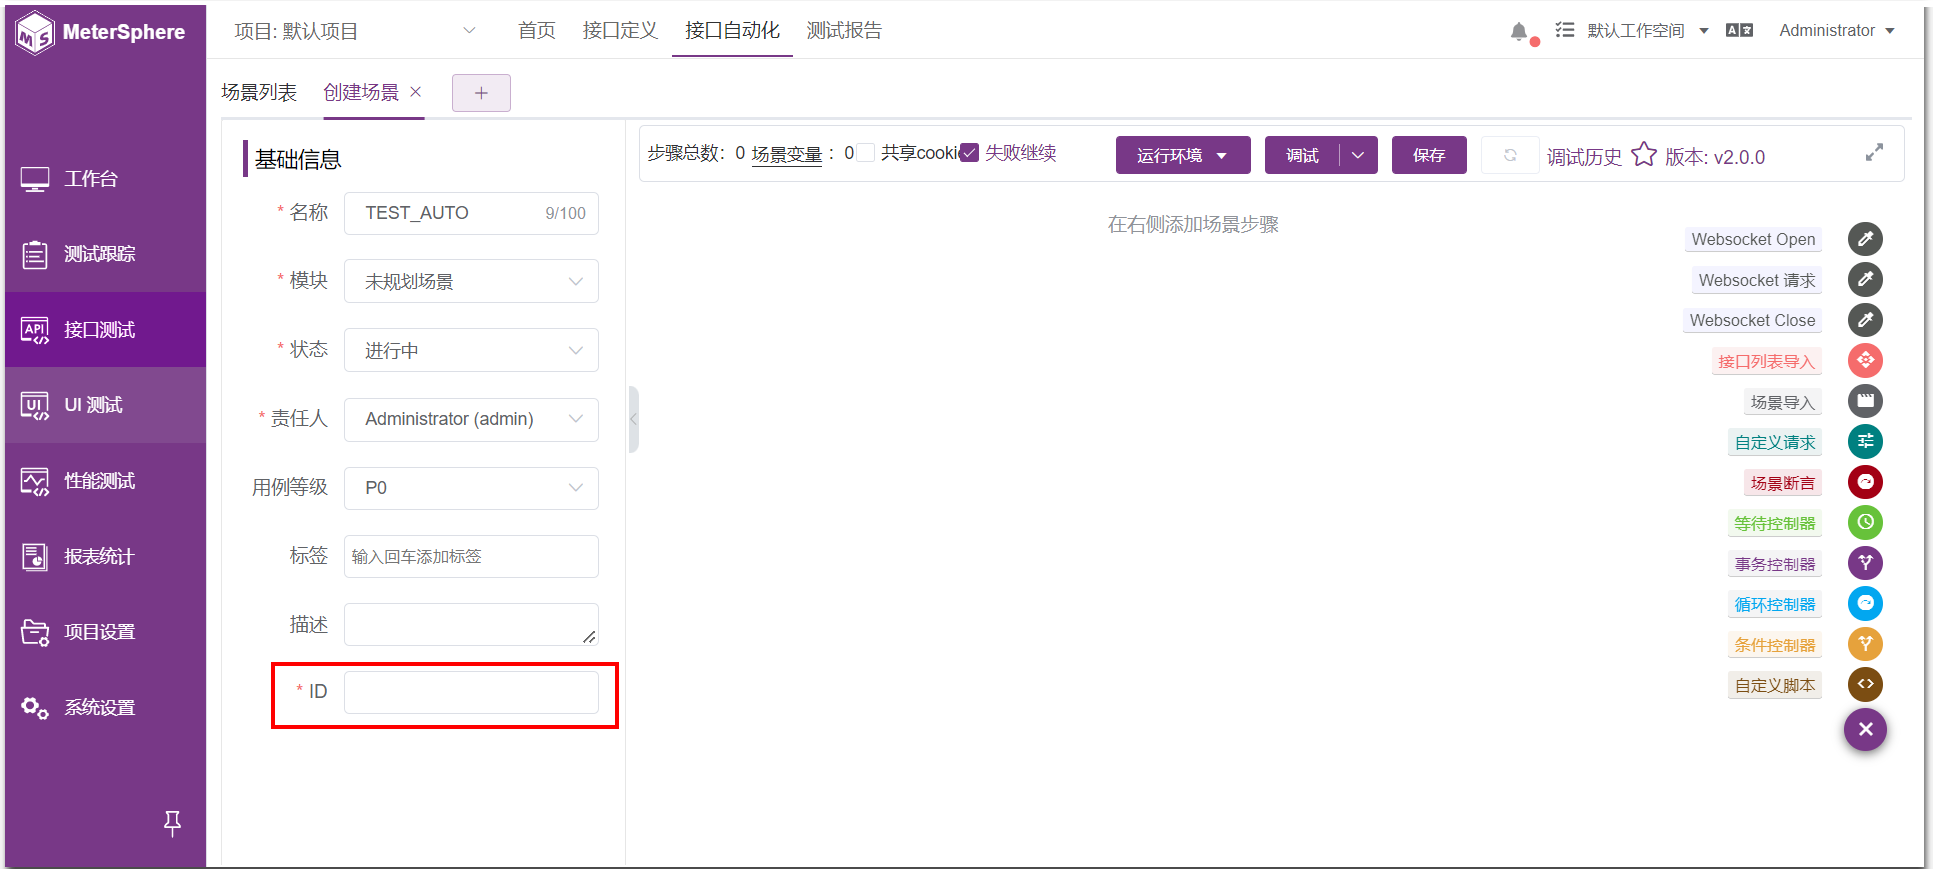 MeterSphere
项目: 默认项目
首页 接口定义 接口自动化 测试报告
默认工作空间
Administrator
场景列表 创建场景
工作台
测试跟踪
接口测试
UI 测试
性能测试
报表统计
项目设置
系统设置
基础信息
* 名称 TEST_AUTO 9/100
* 模块 未规划场景
* 状态 进行中
* 责任人 Administrator (admin)
用例等级 P0
标签 输入回车添加标签
描述
* ID
步骤总数: 0 场景变量 : 0 共享cooki 失败继续 运行环境 调试 保存 调试历史 版本: v2.0.0
在右侧添加场景步骤
Websocket Open
Websocket 请求
Websocket Close
接口列表导入
场景导入
自定义请求
场景断言
等待控制器
事务控制器
循环控制器
条件控制器
自定义脚本